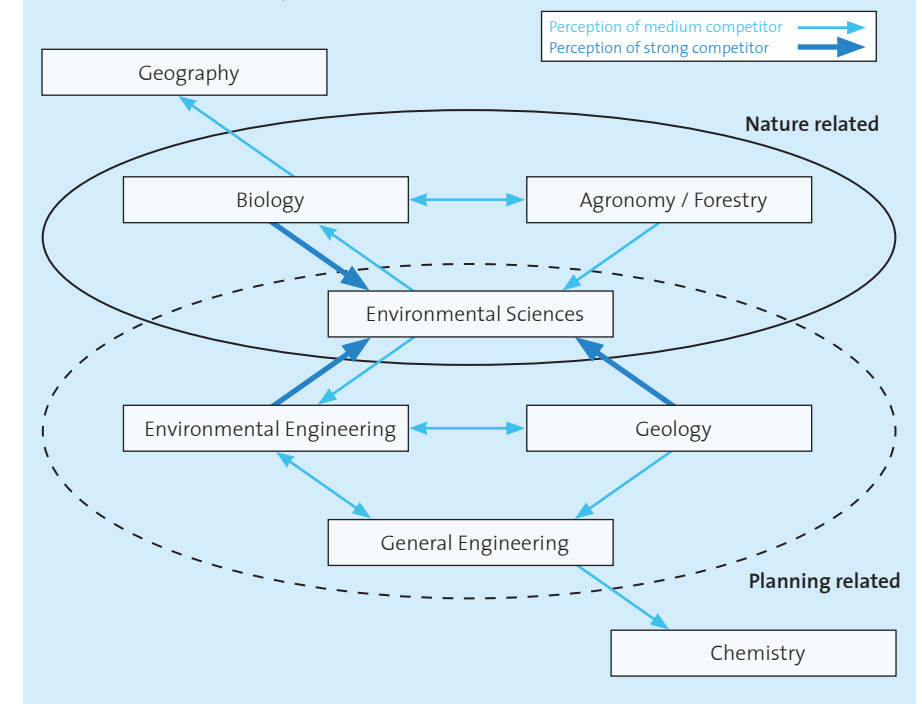 Perception of medium competitor
Perception of strong competitor
Geography
Nature related
Biology
Agronomy / Forestry
Environmental Sciences
Environmental Engineering
Geology
General Engineering
Planning related
Chemistry